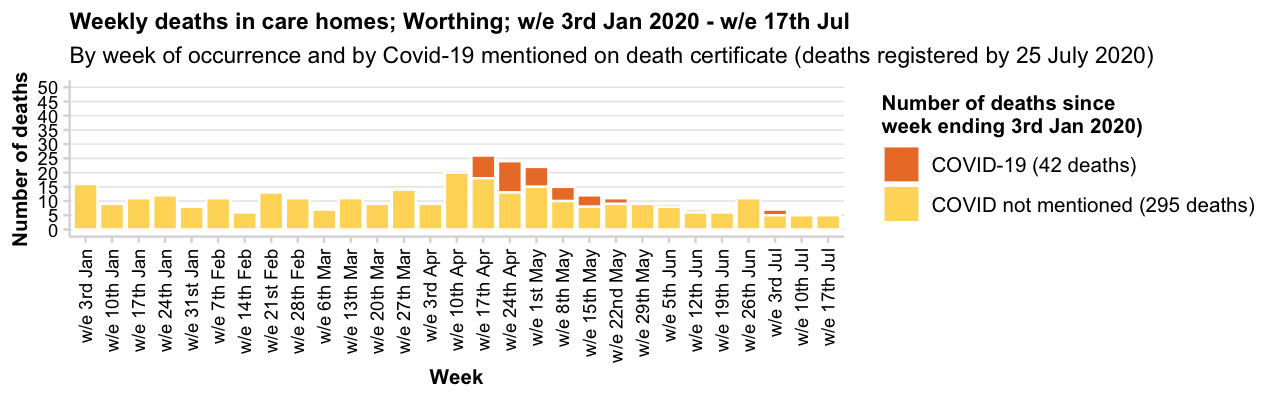 Weekly deaths in care homes; Worthing; w/e 3rd Jan 2020 - w/e 17th Jul
By week of occurrence and by Covid-19 mentioned on death certificate (deaths registered by 25 July 2020)
Number of deaths
50
45
40
35
30
25
20
15
10
5
0
w/e 3rd Jan
w/e 10th Jan
w/e 17th Jan
w/e 24th Jan
w/e 31st Jan
w/e 7th Feb
w/e 14th Feb
w/e 21st Feb
w/e 28th Feb
w/e 6th Mar
w/e 13th Mar
w/e 20th Mar
w/e 27th Mar
w/e 3rd Apr
w/e 10th Apr
w/e 17th Apr
w/e 24th Apr
w/e 1st May
w/e 8th May
w/e 15th May
w/e 22nd May
w/e 29th May
w/e 5th Jun
w/e 12th Jun
w/e 19th Jun
w/e 26th Jun
w/e 3rd Jul
w/e 10th Jul
w/e 17th Jul
Week
Number of deaths since
week ending 3rd Jan 2020)
COVID-19 (42 deaths)
COVID not mentioned (295 deaths)